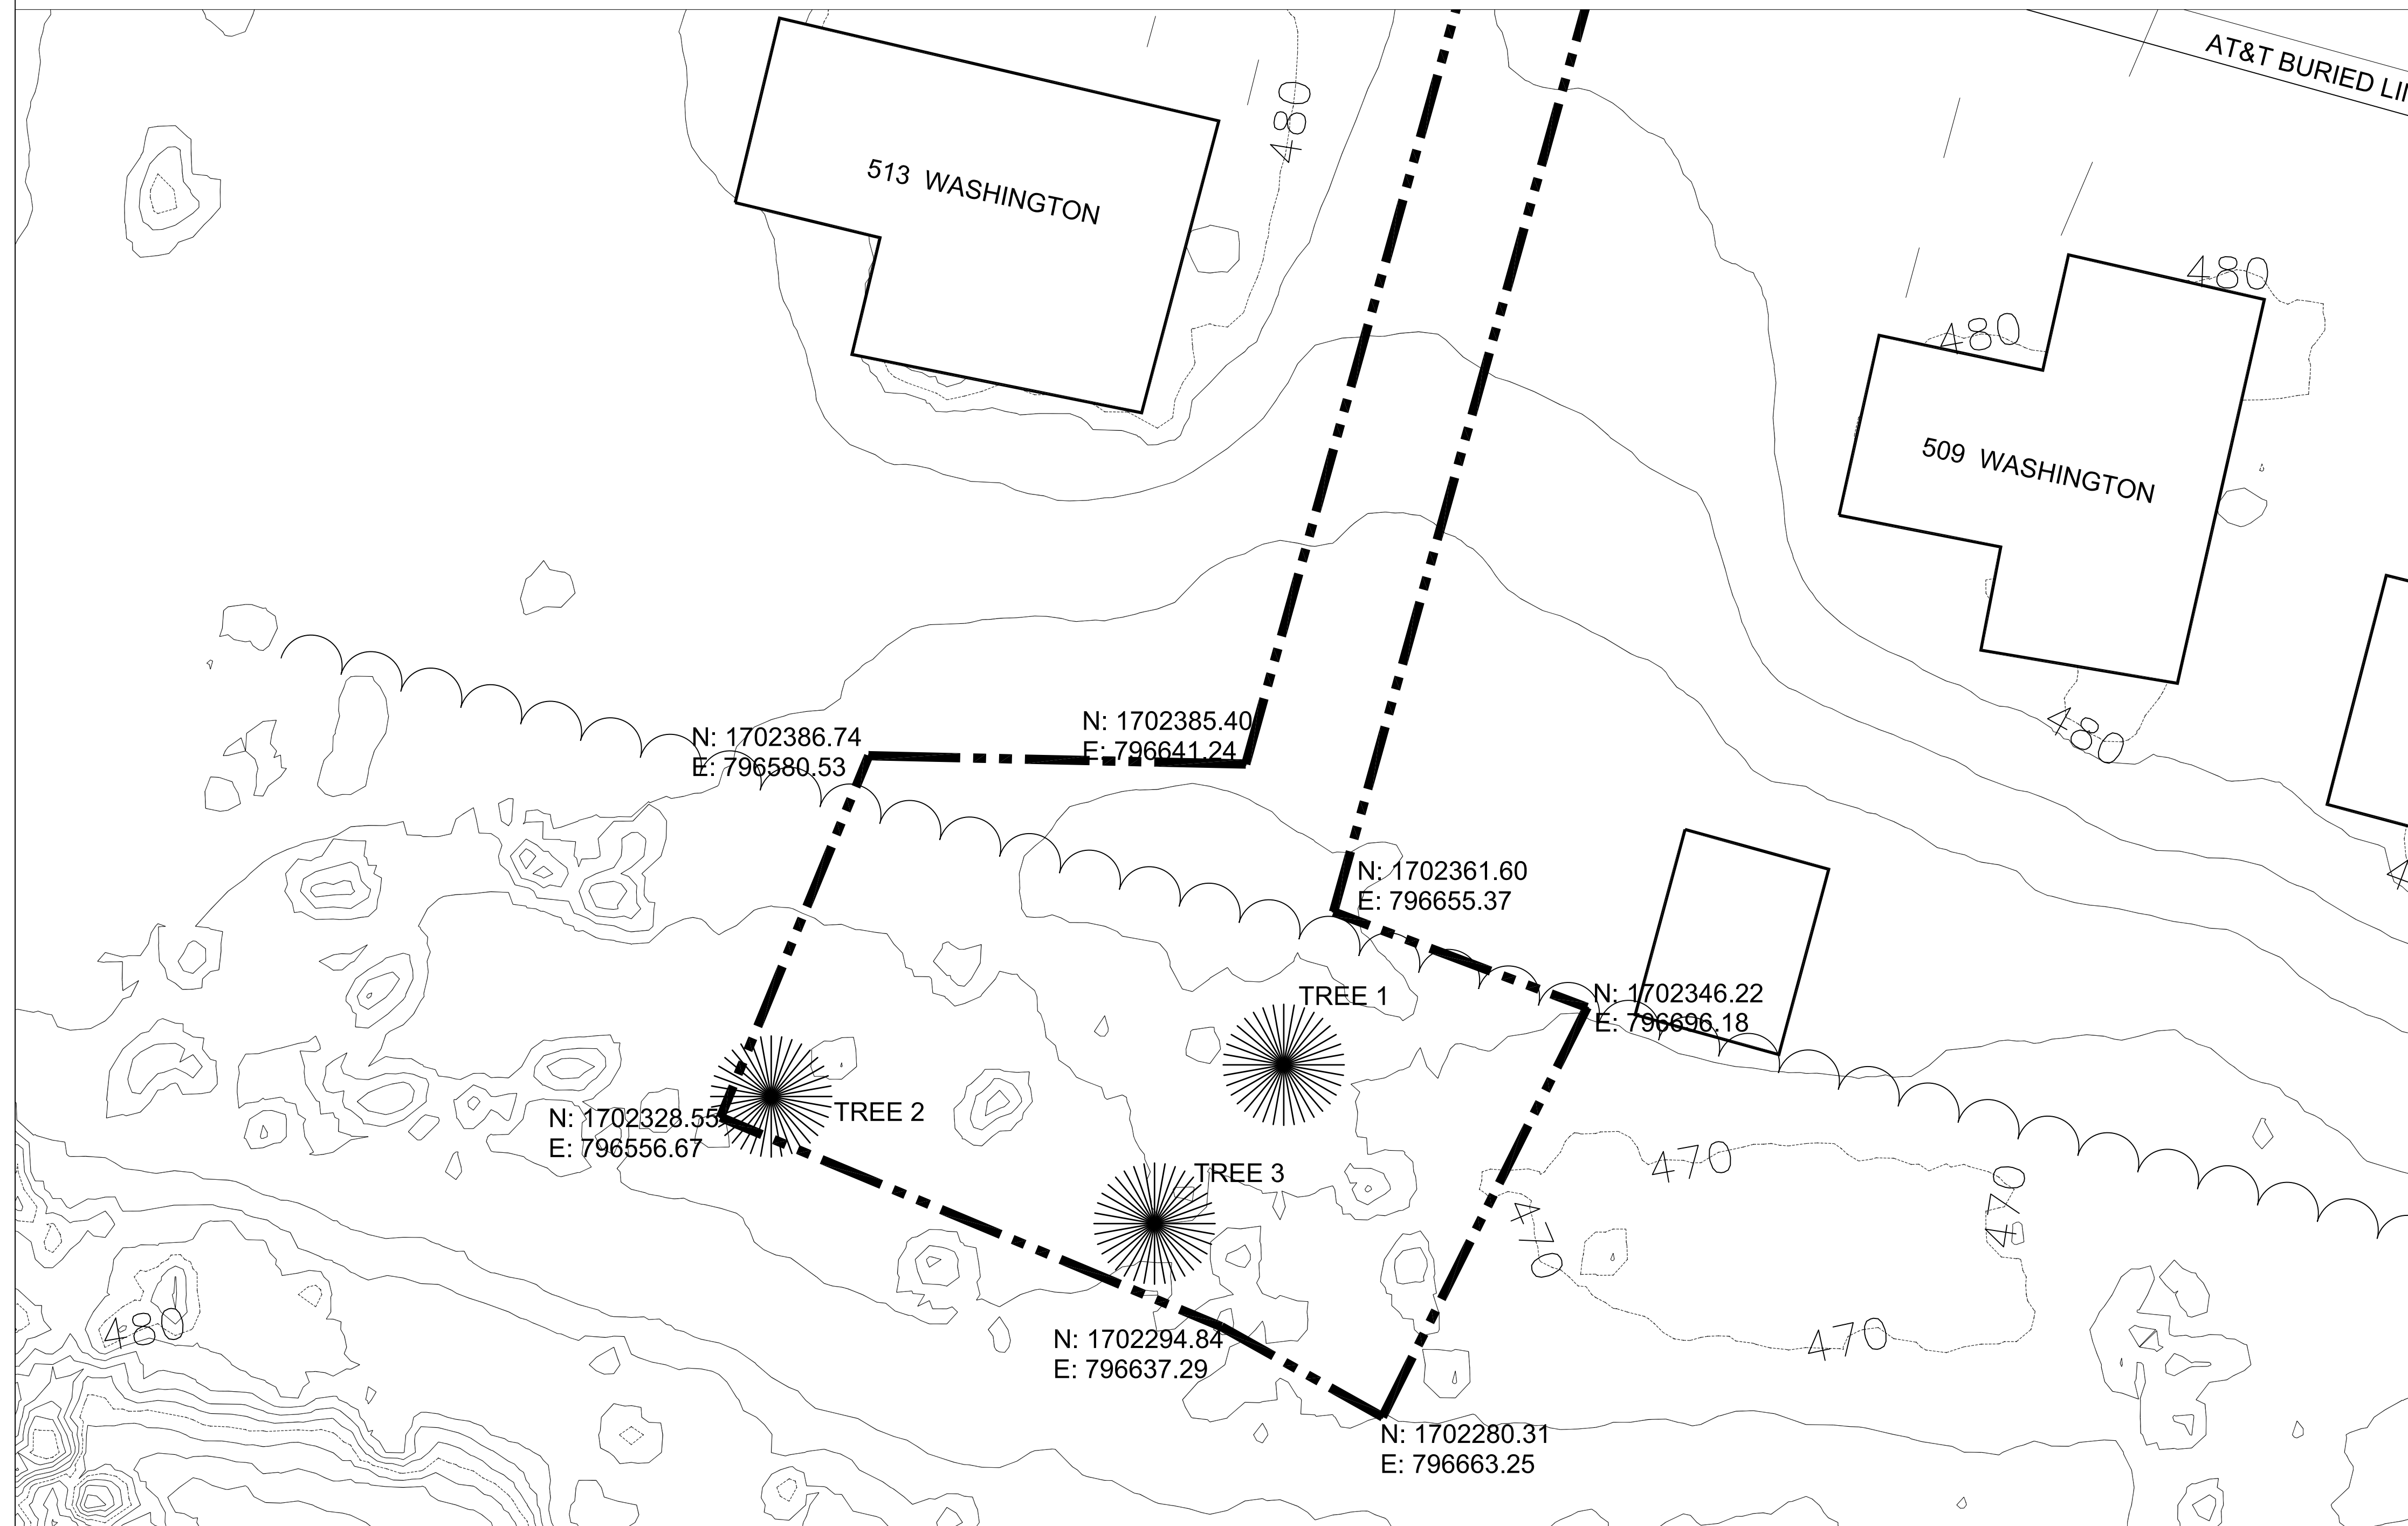 AT&T BURIED LI
480
513  WASHINGTON
480
480
509  WASHINGTON
480
N: 1702386.74
E: 796580.53
N: 1702385.40
E: 796641.24
N: 1702361.60
E: 796655.37
TREE 1
N: 1702346.22
E: 796696.18
N: 1702328.55
E: 796556.67
TREE 2
TREE 3
470
470
470
480
N: 1702294.84
E: 796637.29
470
N: 1702280.31
E: 796663.25